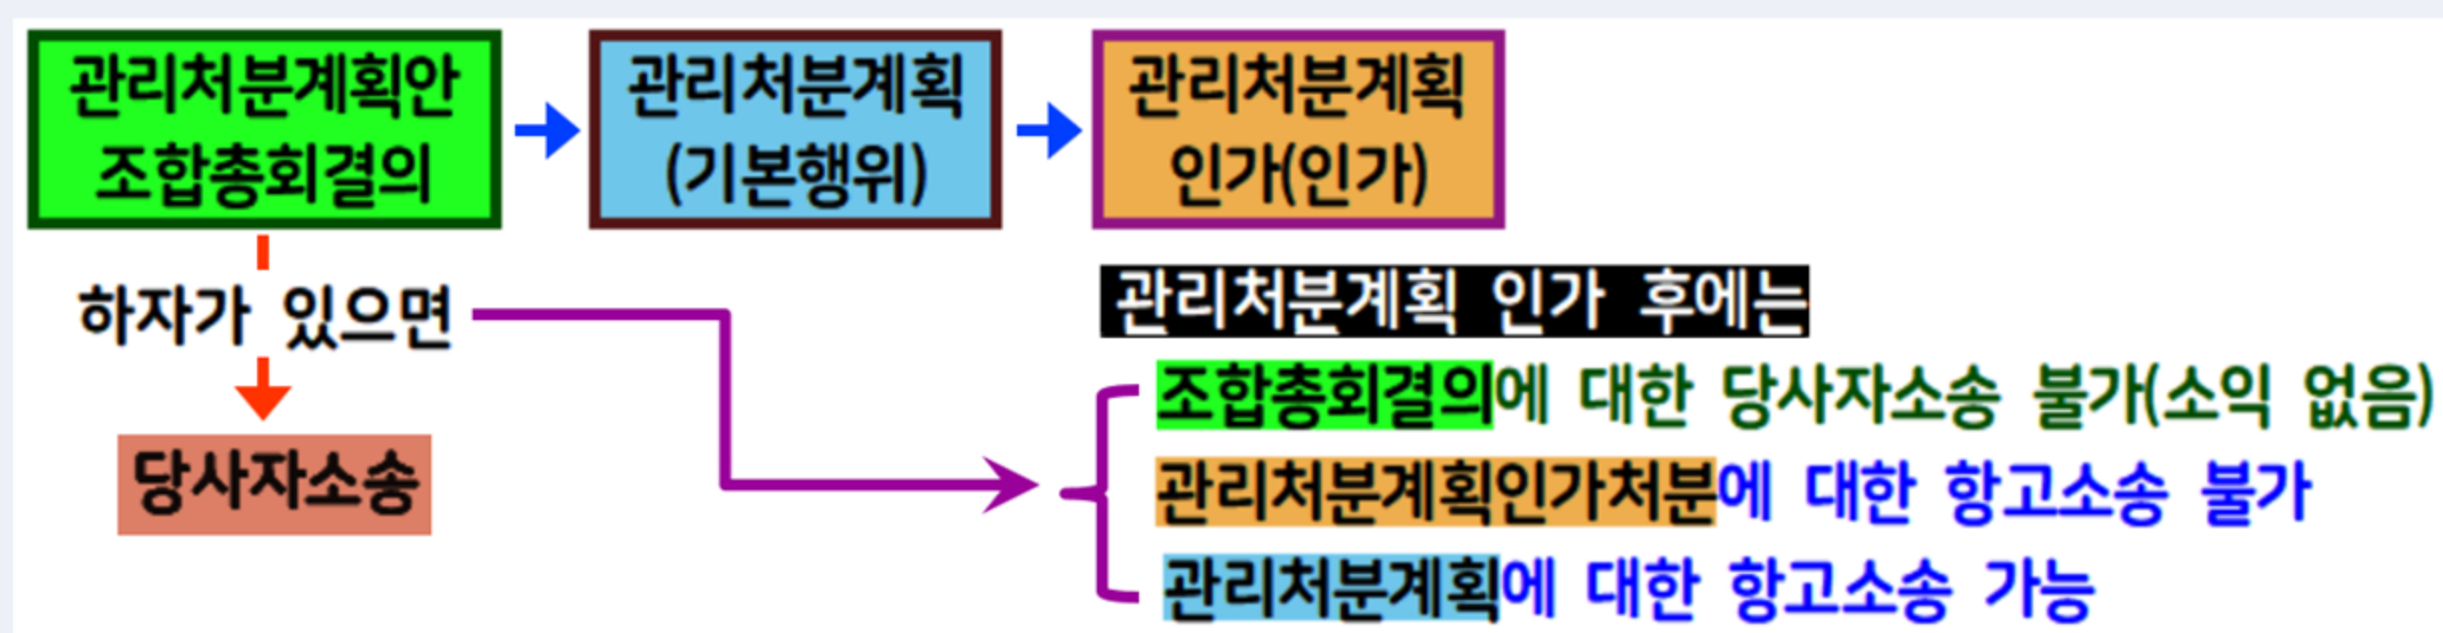 관리처분계획안
조합총회결의
관리처분계획
(기본행위)
관리처분계획
인가(인가)
하자가 있으면
당사자소송
관리처분계획 인가 후에는
조합총회결의에 대한 당사자소송 불가(소익 없음)
관리처분계획인가처분에 대한 항고소송 불가
관리처분계획에 대한 항고소송 가능